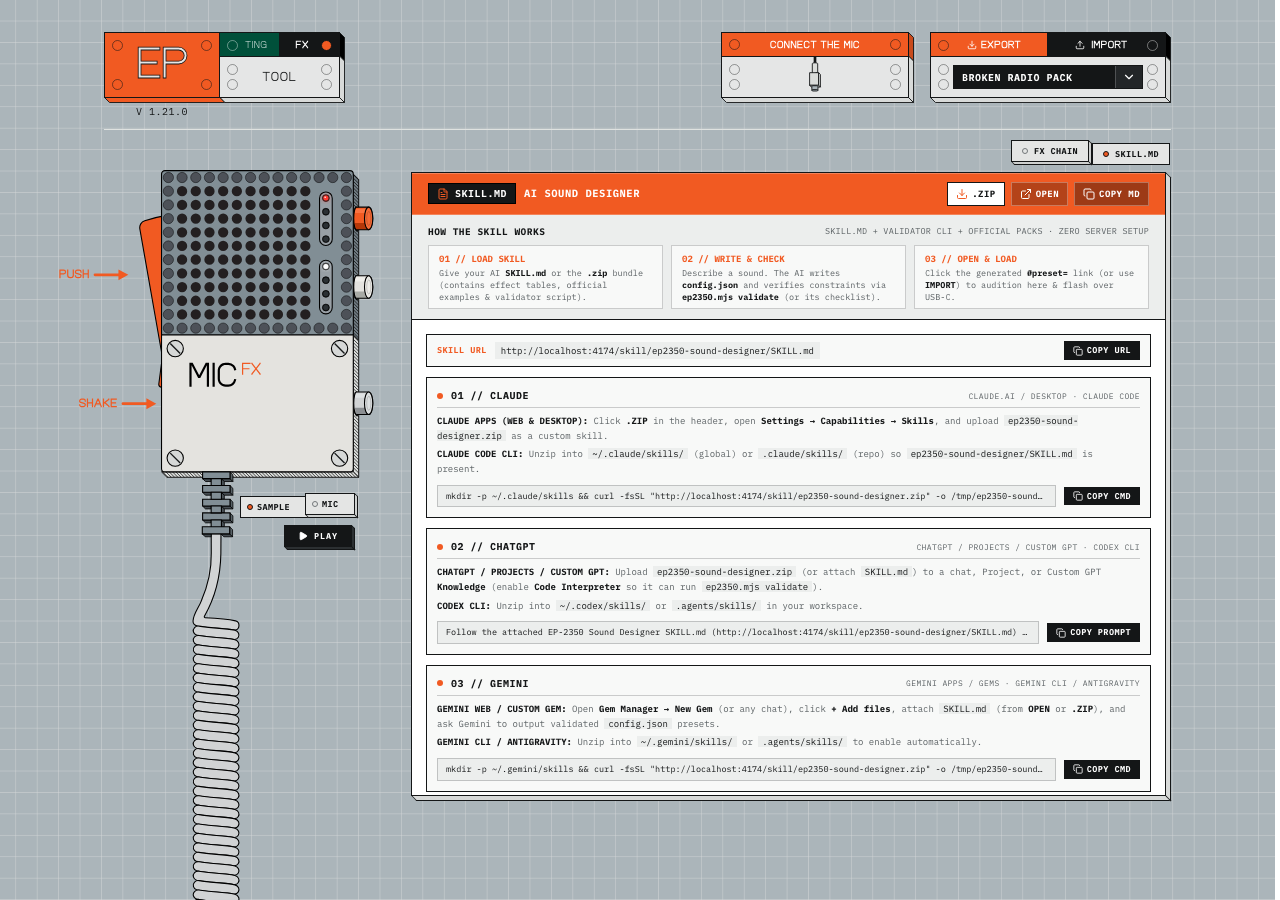 EP
TING
FX
TOOL
V 1.21.0
CONNECT THE MIC
EXPORT
IMPORT
BROKEN RADIO PACK
FX CHAIN
SKILL.MD
PUSH
SHAKE
MIC FX
SAMPLE
MIC
PLAY
SKILL.MD
AI SOUND DESIGNER
.ZIP
OPEN
COPY MD
HOW THE SKILL WORKS
SKILL.MD + VALIDATOR CLI + OFFICIAL PACKS · ZERO SERVER SETUP
01 // LOAD SKILL
Give your AI SKILL.md or the .zip bundle
(contains effect tables, official
examples & validator script).
02 // WRITE & CHECK
Describe a sound. The AI writes
config.json and verifies constraints via
ep2350.mjs validate (or its checklist).
03 // OPEN & LOAD
Click the generated #preset= link (or use
IMPORT) to audition here & flash over
USB-C.
SKILL URL
http://localhost:4174/skill/ep2350-sound-designer/SKILL.md
COPY URL
01 // CLAUDE
CLAUDE.AI / DESKTOP · CLAUDE CODE
CLAUDE APPS (WEB & DESKTOP): Click .ZIP in the header, open Settings → Capabilities → Skills, and upload ep2350-sound-
designer.zip as a custom skill.
CLAUDE CODE CLI: Unzip into ~/.claude/skills/ (global) or .claude/skills/ (repo) so ep2350-sound-designer/SKILL.md is
present.
mkdir -p ~/.claude/skills && curl -fsSL "http://localhost:4174/skill/ep2350-sound-designer.zip" -o /tmp/ep2350-sound…
COPY CMD
02 // CHATGPT
CHATGPT / PROJECTS / CUSTOM GPT · CODEX CLI
CHATGPT / PROJECTS / CUSTOM GPT: Upload ep2350-sound-designer.zip (or attach SKILL.md) to a chat, Project, or Custom GPT
Knowledge (enable Code Interpreter so it can run ep2350.mjs validate).
CODEX CLI: Unzip into ~/.codex/skills/ or .agents/skills/ in your workspace.
Follow the attached EP-2350 Sound Designer SKILL.md (http://localhost:4174/skill/ep2350-sound-designer/SKILL.md) …
COPY PROMPT
03 // GEMINI
GEMINI APPS / GEMS · GEMINI CLI / ANTIGRAVITY
GEMINI WEB / CUSTOM GEM: Open Gem Manager → New Gem (or any chat), click + Add files, attach SKILL.md (from OPEN or .ZIP), and
ask Gemini to output validated config.json presets.
GEMINI CLI / ANTIGRAVITY: Unzip into ~/.gemini/skills/ or .agents/skills/ to enable automatically.
mkdir -p ~/.gemini/skills && curl -fsSL "http://localhost:4174/skill/ep2350-sound-designer.zip" -o /tmp/ep2350-sound…
COPY CMD